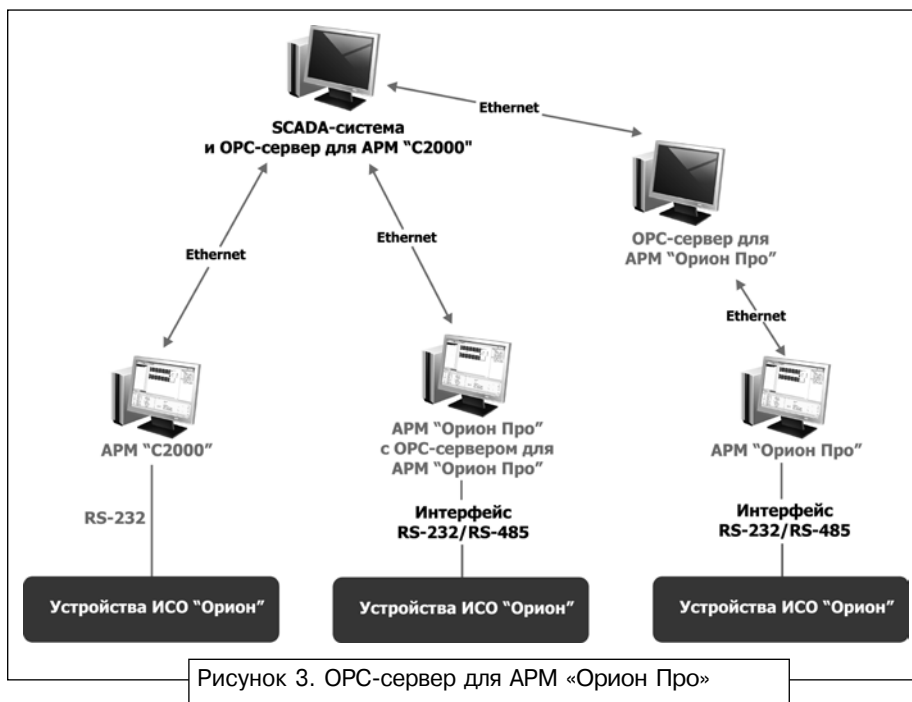 Ethernet
SCADA-система
и OPC-сервер для АРМ “С2000"
Ethernet
Ethernet
OPC-сервер для
АРМ “Орион Про”
Ethernet
АРМ “С2000”
АРМ “Орион Про”
с OPC-сервером для
АРМ “Орион Про”
АРМ “Орион Про”
RS-232
Интерфейс
RS-232/RS-485
Интерфейс
RS-232/RS-485
Устройства ИСО “Орион”
Устройства ИСО “Орион”
Устройства ИСО “Орион”
Рисунок 3. OPC-сервер для АРМ «Орион Про»